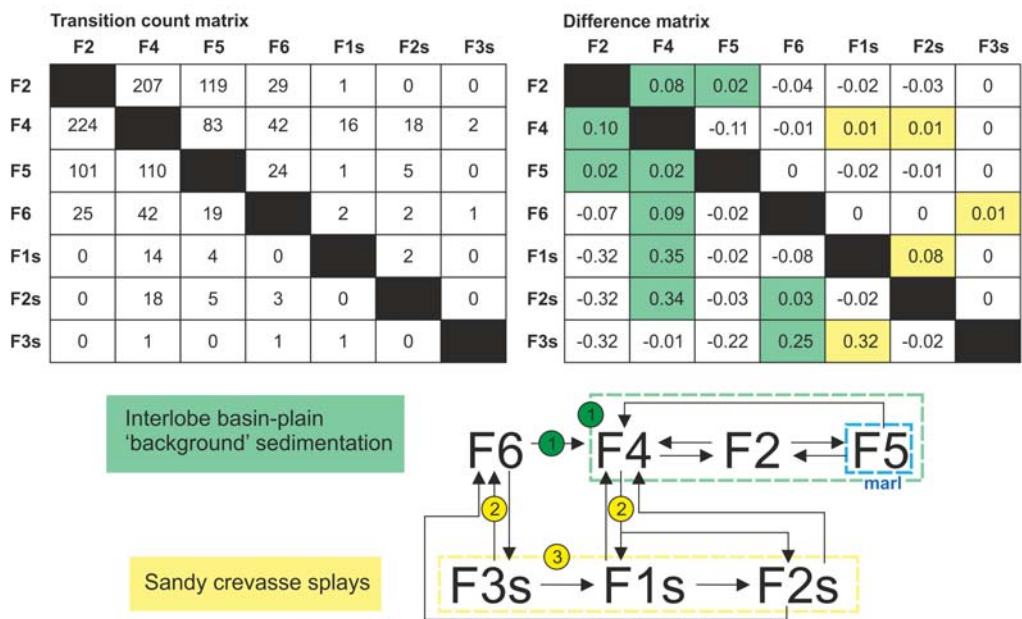 Transition count matrix
F2 F4 F5 F6 F1s F2s F3s
F2 207 119 29 1 0 0
F4 224 83 42 16 18 2
F5 101 110 24 1 5 0
F6 25 42 19 2 2 1
F1s 0 14 4 0 2 0
F2s 0 18 5 3 0 0
F3s 0 1 0 1 1 0
Difference matrix
F2 F4 F5 F6 F1s F2s F3s
F2 0.08 0.02 -0.04 -0.02 -0.03 0
F4 0.10 -0.11 -0.01 0.01 0.01 0
F5 0.02 0.02 0 -0.02 -0.01 0
F6 -0.07 0.09 -0.02 0 0 0.01
F1s -0.32 0.35 -0.02 -0.08 0.08 0
F2s -0.32 0.34 -0.03 0.03 -0.02 0
F3s -0.32 -0.01 -0.22 0.25 0.32 -0.02
Interlobe basin-plain
‘background’ sedimentation
1
F6 1 F4 F2 F5
marl
2 2
3
Sandy crevasse splays
F3s F1s F2s